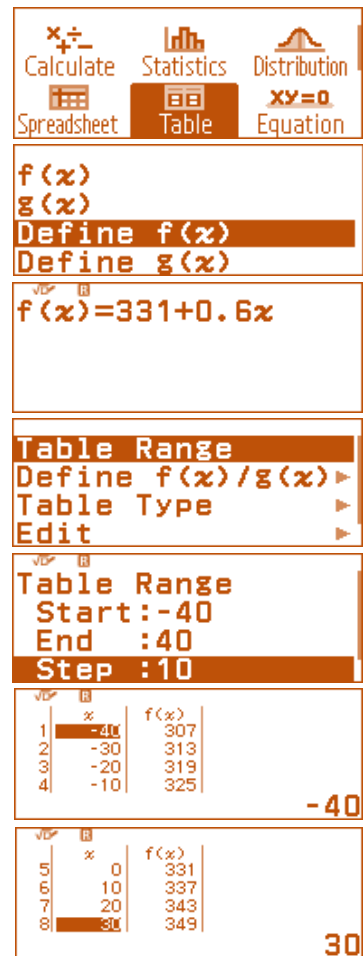 Calculate Statistics Distribution
XY=0
Spreadsheet Table Equation
f(x)
g(x)
Define f(x)
Define g(x)
√D R
f(x)=331+0.6x
Table Range
Define f(x)/g(x)
Table Type
Edit
√D R
Table Range
Start:-40
End :40
Step :10
√D R
x f(x)
1 -40 307
2 -30 313
3 -20 319
4 -10 325
-40
√D R
x f(x)
5 0 331
6 10 337
7 20 343
8 30 349
30